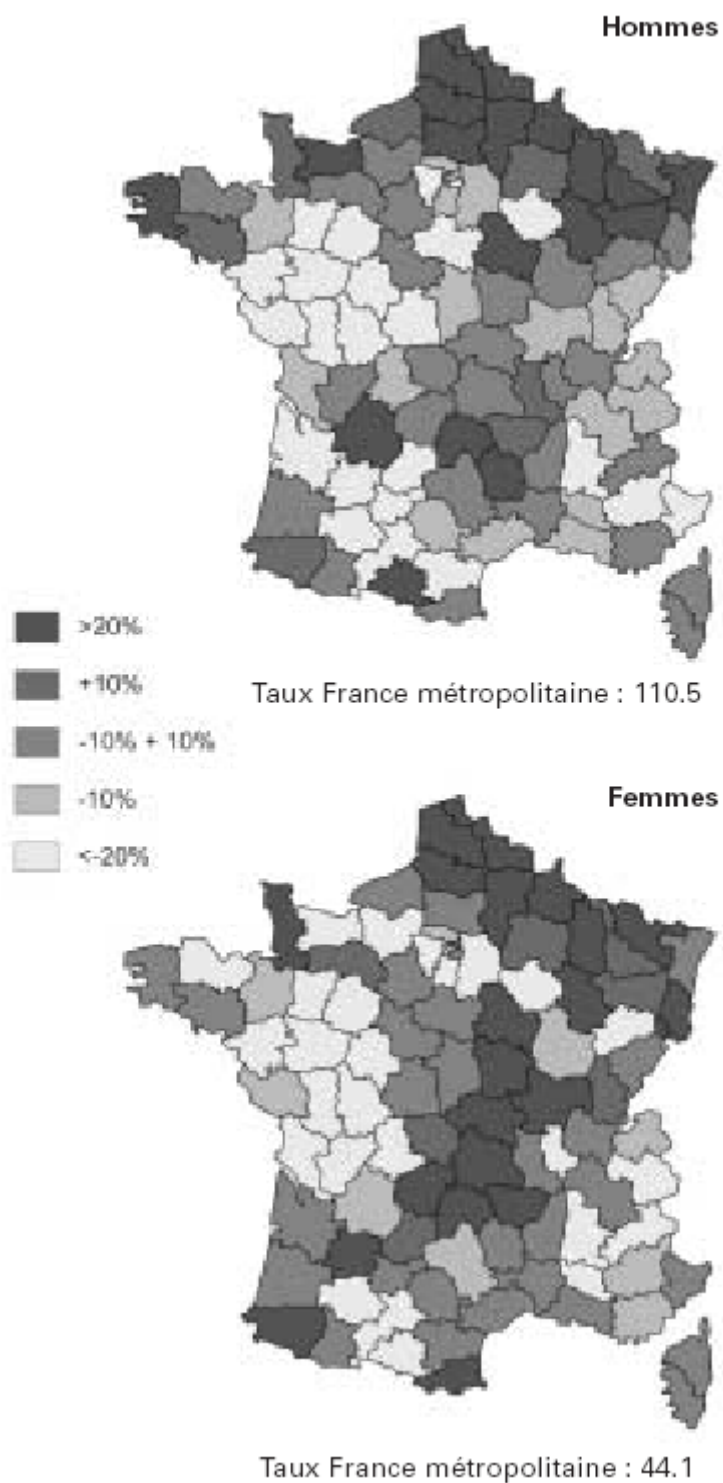 Hommes
>20%
+10%
-10% + 10%
-10%
<-20%
Taux France métropolitaine : 110.5
Femmes
Taux France métropolitaine : 44.1